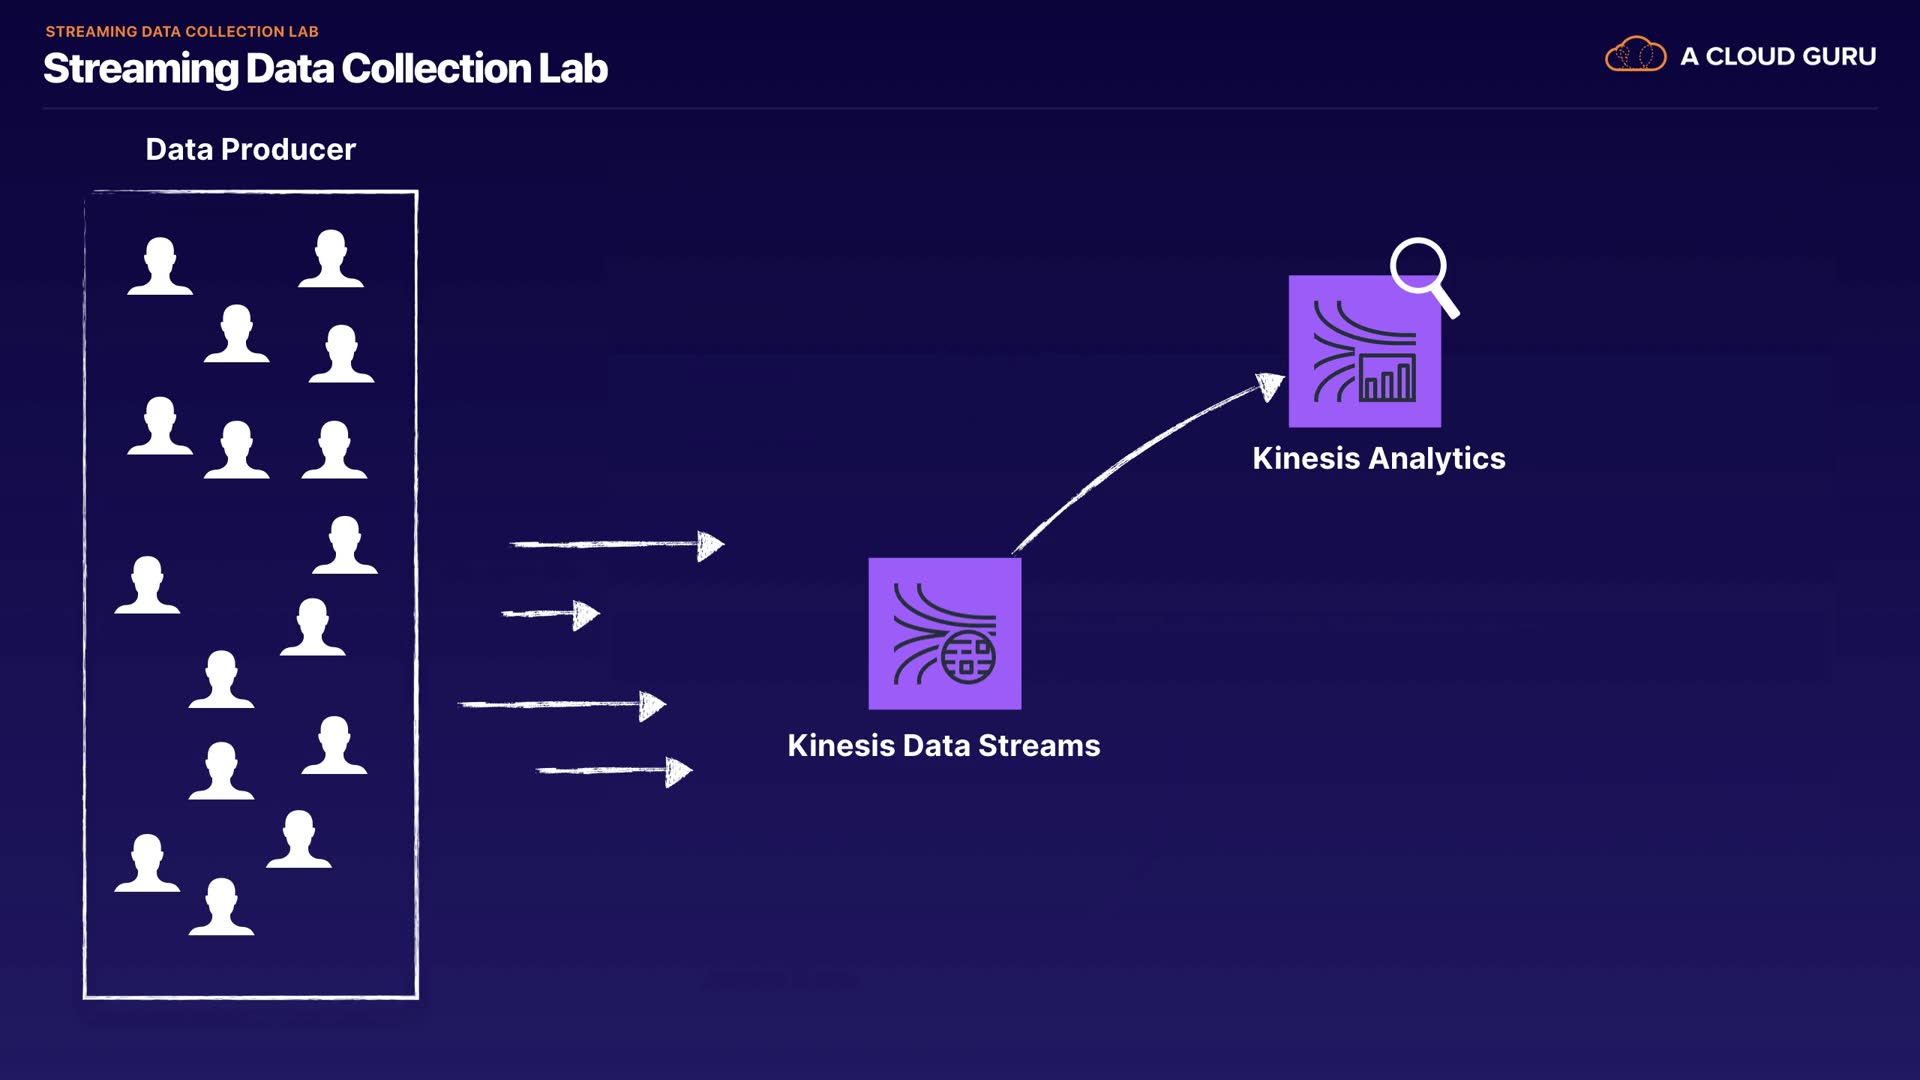 STREAMING DATA COLLECTION LAB
Streaming Data Collection Lab
A CLOUD GURU
Data Producer
Kinesis Analytics
Kinesis Data Streams